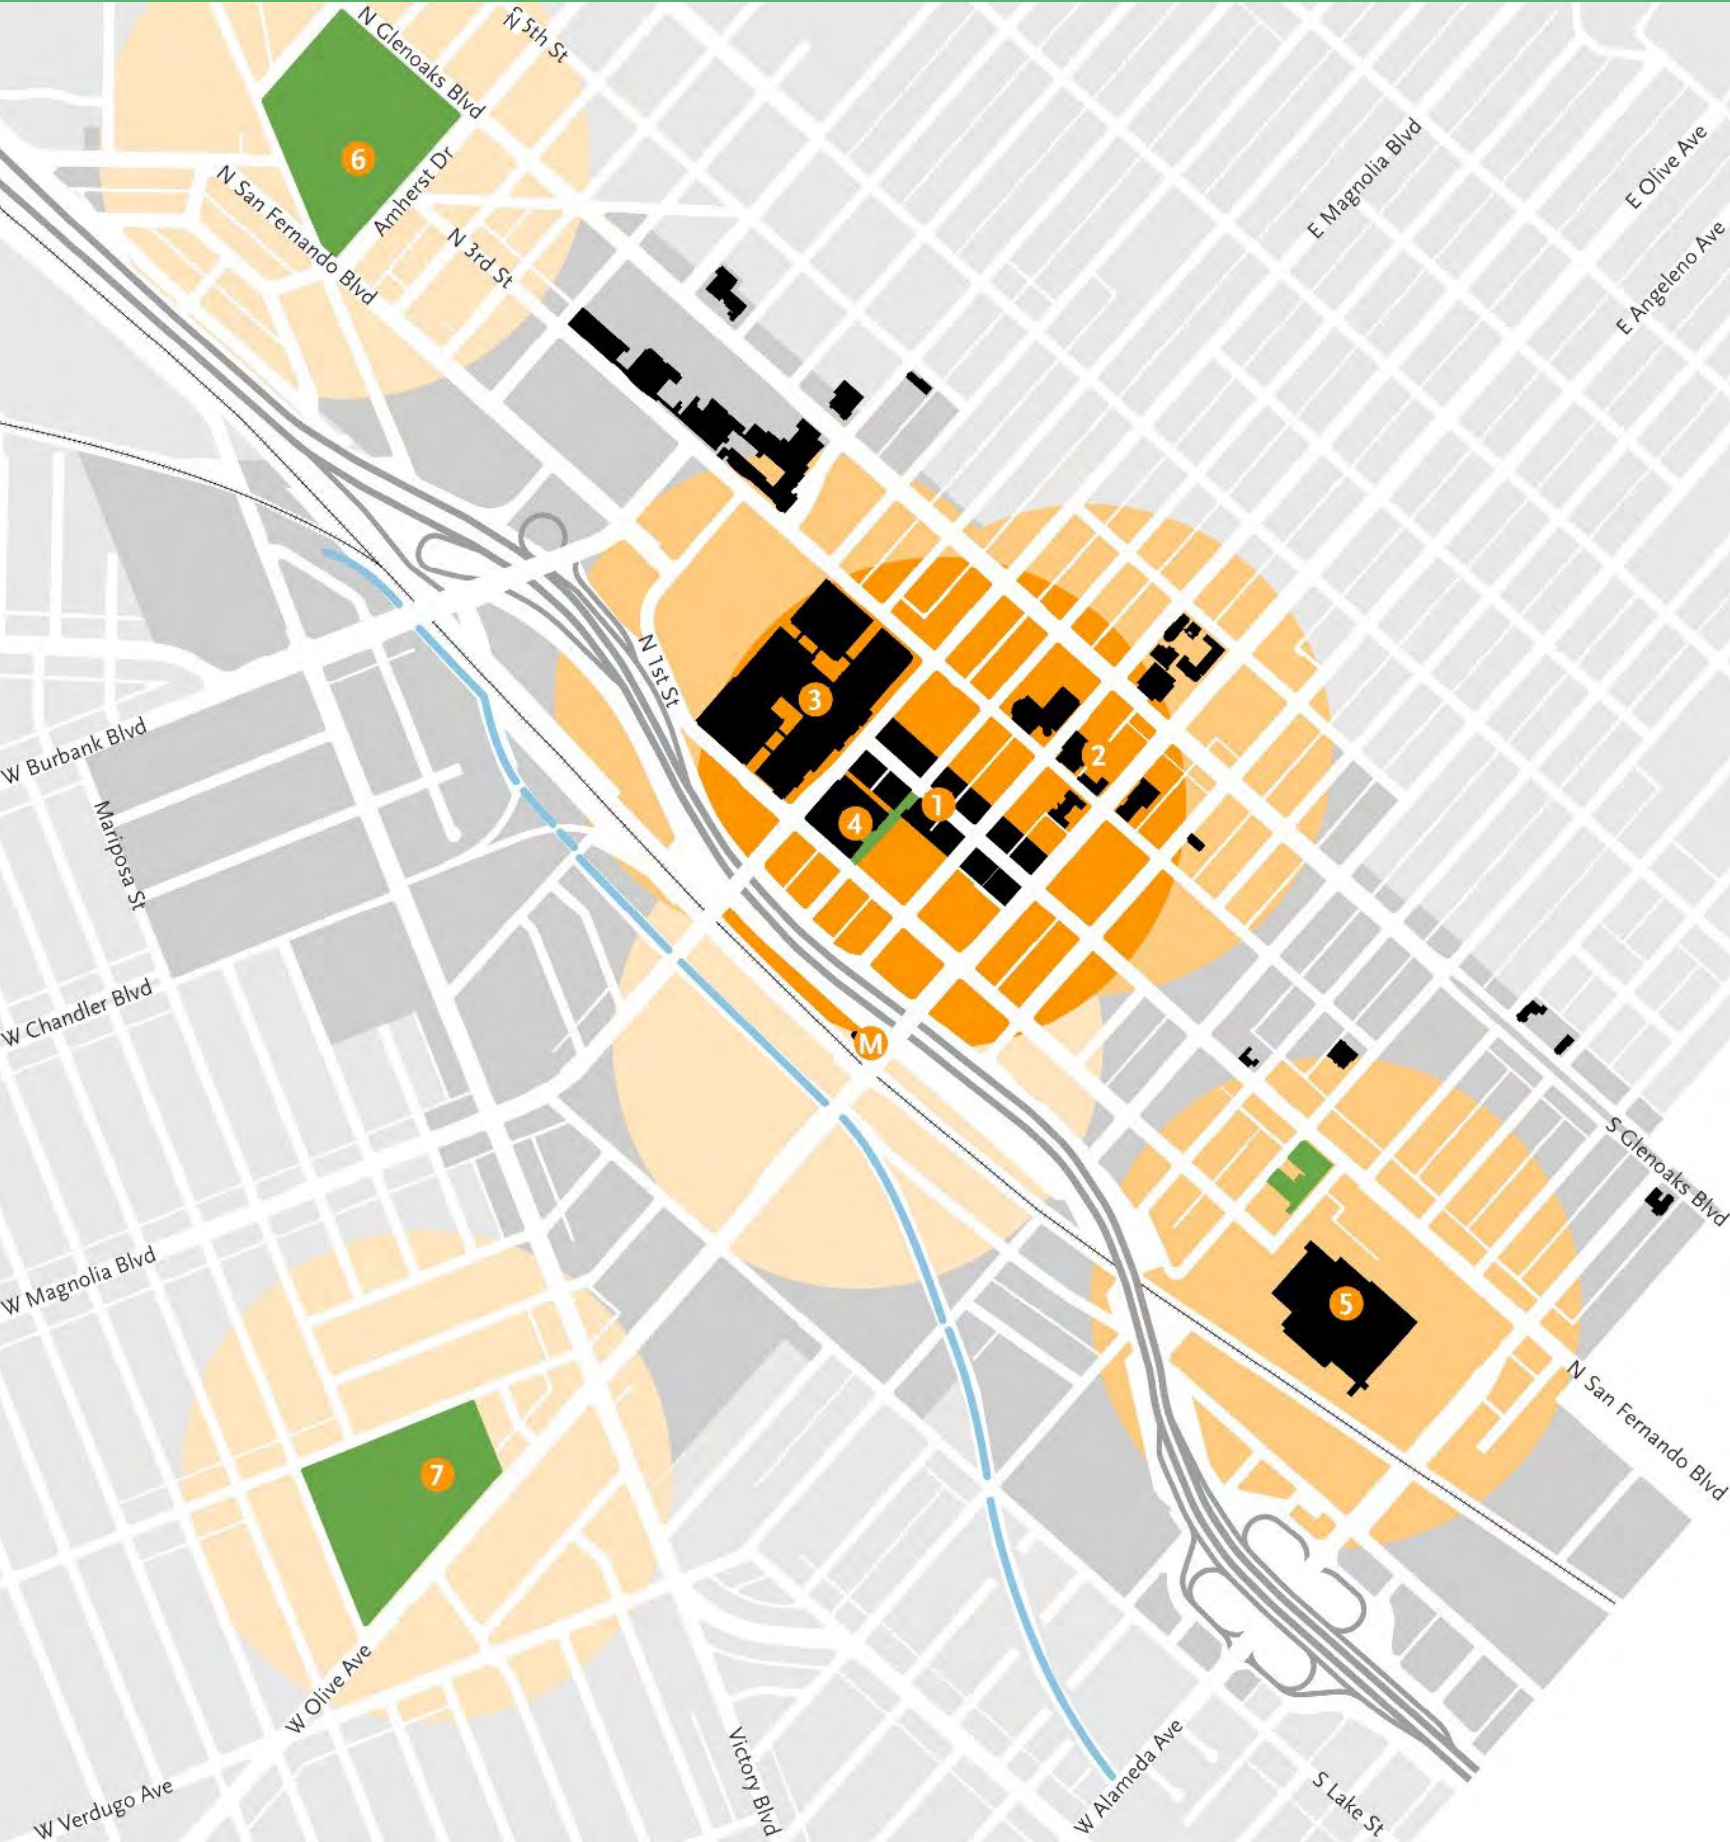 N Glenoaks Blvd
N 5th St
E Magnolia Blvd
E Olive Ave
6
Amherst Dr
N San Fernando Blvd
N 3rd St
E Angeleno Ave
N 1st St
3
2
W Burbank Blvd
1
4
Mariposa St
W Chandler Blvd
M
S Glenoaks Blvd
W Magnolia Blvd
5
N San Fernando Blvd
7
W Olive Ave
Victory Blvd
W Alameda Ave
S Lake St
W Verdugo Ave